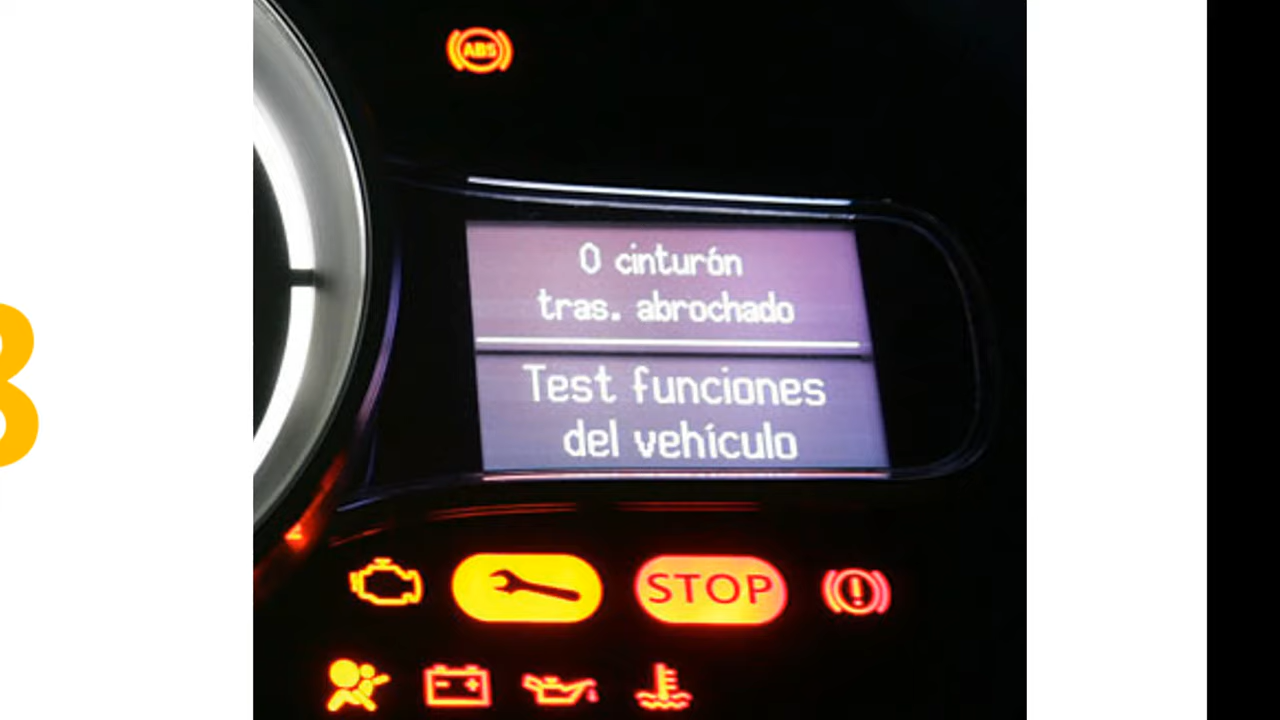 ABS
0 cinturón
tras. abrochado
Test funciones
del vehículo
STOP